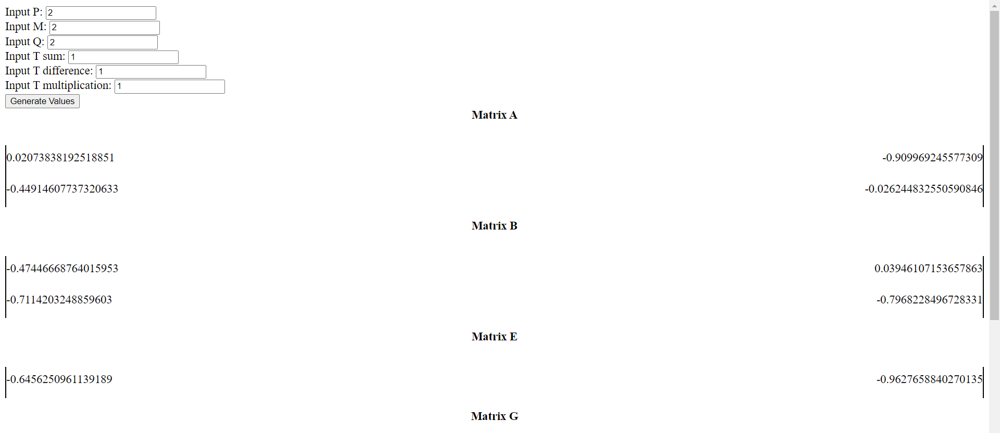 Input P: 2
Input M: 2
Input Q: 2
Input T sum: 1
Input T difference: 1
Input T multiplication: 1
Generate Values
Matrix A
0.02073838192518851 -0.909969245577309
-0.44914607737320633 -0.026244832550590846
Matrix B
-0.47446668764015953 0.03946107153657863
-0.7114203248859603 -0.7968228496728331
Matrix E
-0.6456250961139189 -0.9627658840270135
Matrix G